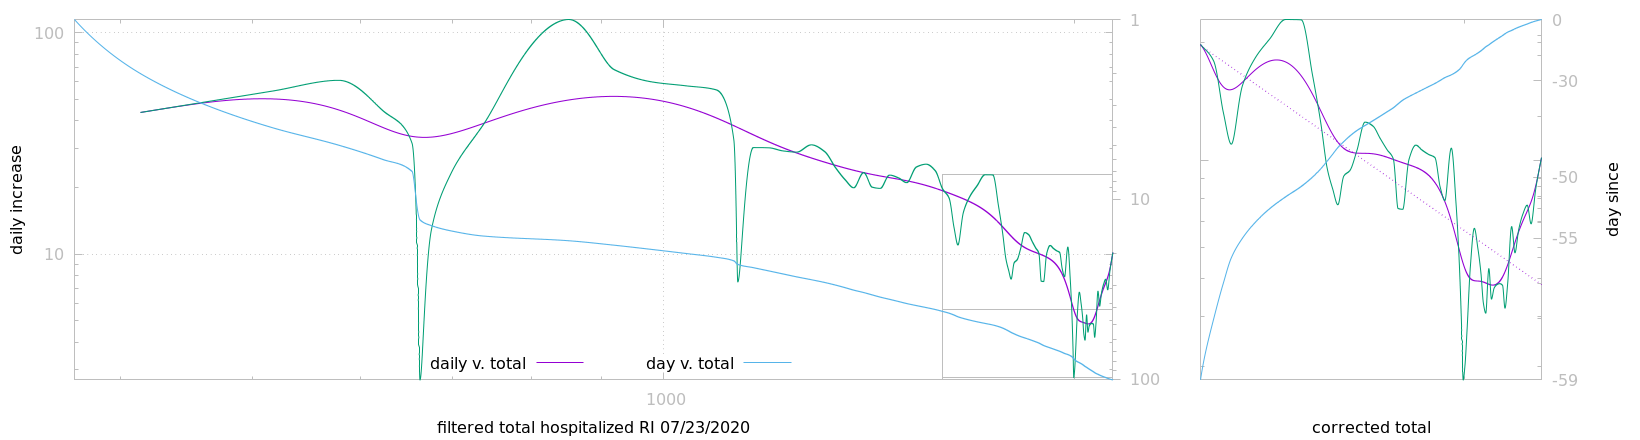 100
10
daily increase
daily v. total
day v. total
1000
filtered total hospitalized RI 07/23/2020
1
10
100
0
-30
-50
-55
-59
day since
corrected total